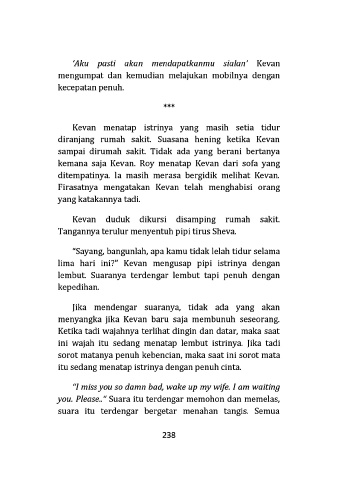 'Aku pasti akan mendapatkanmu sialan' Kevan
mengumpat dan kemudian melajukan mobilnya dengan
kecepatan penuh.
***
Kevan menatap istrinya yang masih setia tidur
diranjang rumah sakit. Suasana hening ketika Kevan
sampai dirumah sakit. Tidak ada yang berani bertanya
kemana saja Kevan. Roy menatap Kevan dari sofa yang
ditempatinya. Ia masih merasa bergidik melihat Kevan.
Firasatnya mengatakan Kevan telah menghabisi orang
yang katakannya tadi.
Kevan duduk dikursi disamping rumah sakit.
Tangannya terulur menyentuh pipi tirus Sheva.
"Sayang, bangunlah, apa kamu tidak lelah tidur selama
lima hari ini?" Kevan mengusap pipi istrinya dengan
lembut. Suaranya terdengar lembut tapi penuh dengan
kepedihan.
Jika mendengar suaranya, tidak ada yang akan
menyangka jika Kevan baru saja membunuh seseorang.
Ketika tadi wajahnya terlihat dingin dan datar, maka saat
ini wajah itu sedang menatap lembut istrinya. Jika tadi
sorot matanya penuh kebencian, maka saat ini sorot mata
itu sedang menatap istrinya dengan penuh cinta.
"I miss you so damn bad, wake up my wife. I am waiting
you. Please.." Suara itu terdengar memohon dan memelas,
suara itu terdengar bergetar menahan tangis. Semua
238